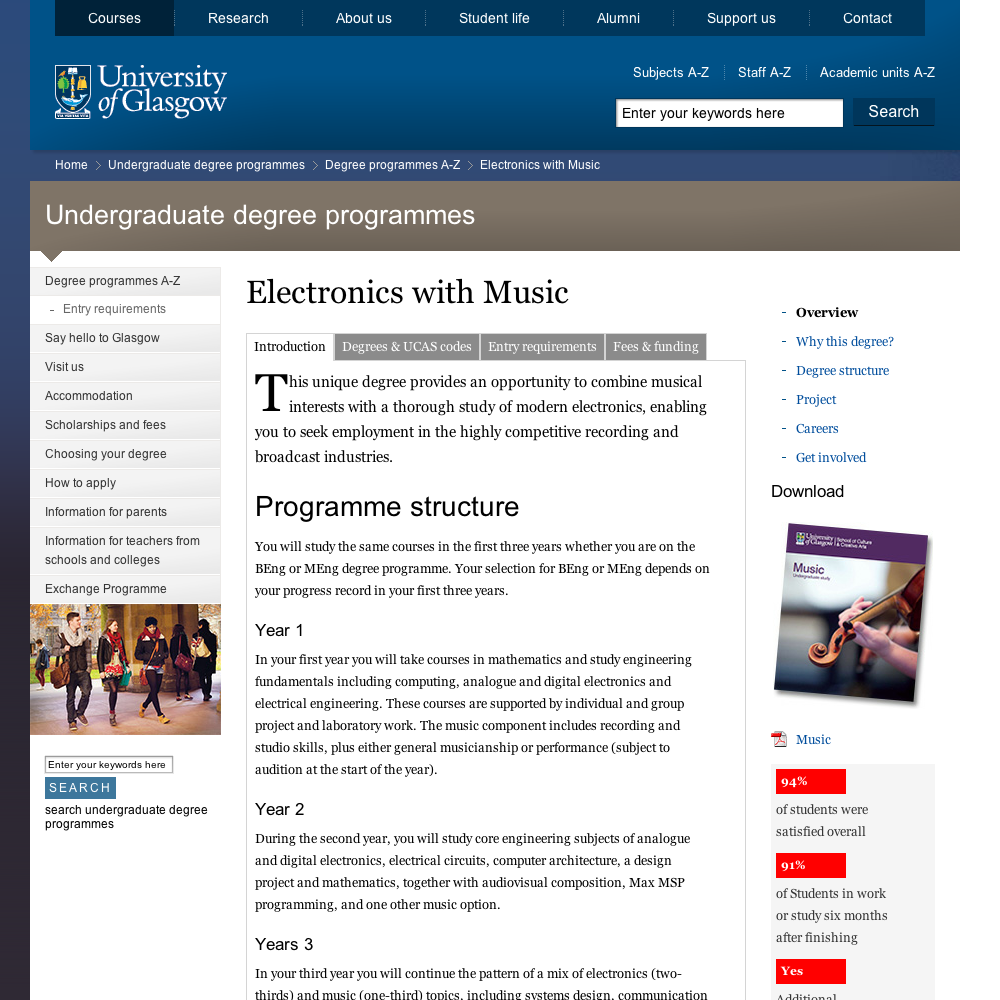 Courses
Research
About us
Student life
Alumni
Support us
Contact
Subjects A-Z
Staff A-Z
Academic units A-Z
University
of Glasgow
Enter your keywords here
Search
Home
Undergraduate degree programmes
Degree programmes A-Z
Electronics with Music
Undergraduate degree programmes
Degree programmes A-Z
- Entry requirements
Say hello to Glasgow
Visit us
Accommodation
Scholarships and fees
Choosing your degree
How to apply
Information for parents
Information for teachers from
schools and colleges
Exchange Programme
Enter your keywords here
SEARCH
search undergraduate degree
programmes
Electronics with Music
Introduction
Degrees & UCAS codes
Entry requirements
Fees & funding
This unique degree provides an opportunity to combine musical
interests with a thorough study of modern electronics, enabling
you to seek employment in the highly competitive recording and
broadcast industries.
Programme structure
You will study the same courses in the first three years whether you are on the
BEng or MEng degree programme. Your selection for BEng or MEng depends on
your progress record in your first three years.
Year 1
In your first year you will take courses in mathematics and study engineering
fundamentals including computing, analogue and digital electronics and
electrical engineering. These courses are supported by individual and group
project and laboratory work. The music component includes recording and
studio skills, plus either general musicianship or performance (subject to
audition at the start of the year).
Year 2
During the second year, you will study core engineering subjects of analogue
and digital electronics, electrical circuits, computer architecture, a design
project and mathematics, together with audiovisual composition, Max MSP
programming, and one other music option.
Years 3
In your third year you will continue the pattern of a mix of electronics (two-
thirds) and music (one-third) topics, including systems design, communication
- Overview
- Why this degree?
- Degree structure
- Project
- Careers
- Get involved
Download
University
of Glasgow
School of Culture
& Creative Arts
Music
Undergraduate study
Music
94%
of students were
satisfied overall
91%
of Students in work
or study six months
after finishing
Yes
Additional